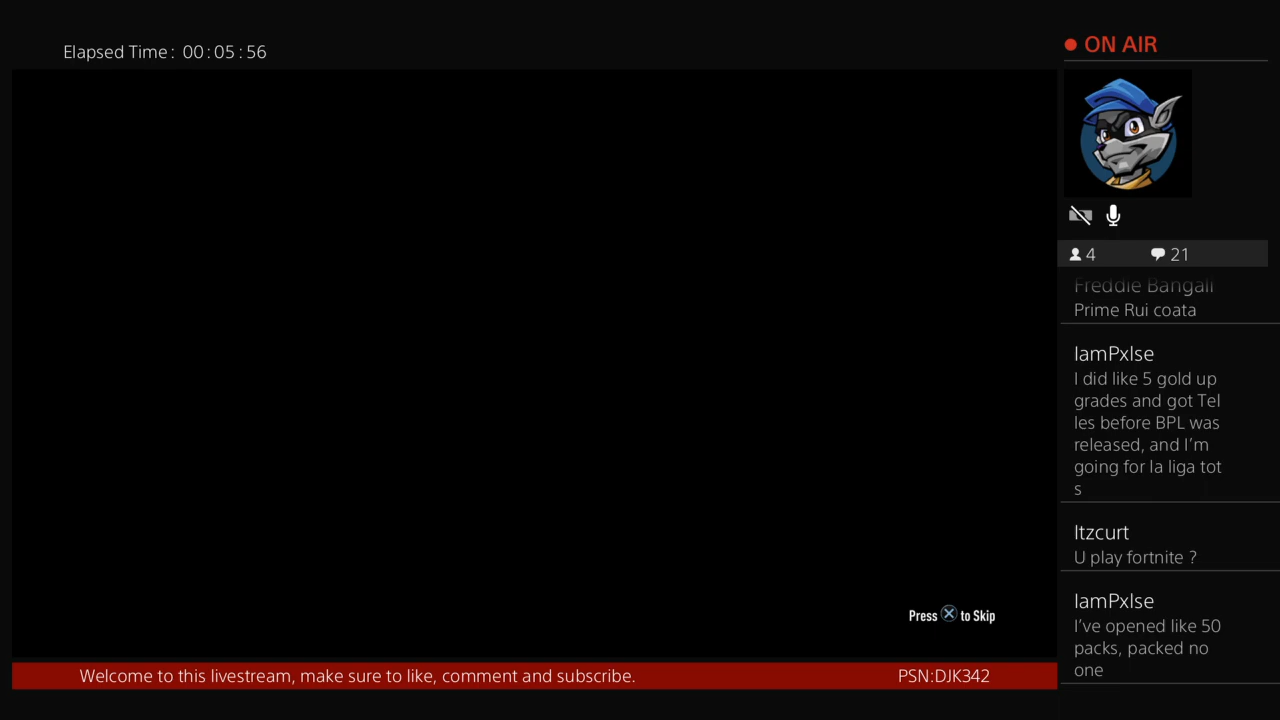 Elapsed Time: 00:05:56
ON AIR
4 21
Freddie Bangali
Prime Rui coata
IamPxlse
I did like 5 gold up
grades and got Tel
les before BPL was
released, and I'm
going for la liga tot
s
Itzcurt
U play fortnite ?
IamPxlse
I've opened like 50
packs, packed no
one
Press to Skip
Welcome to this livestream, make sure to like, comment and subscribe. PSN:DJK342